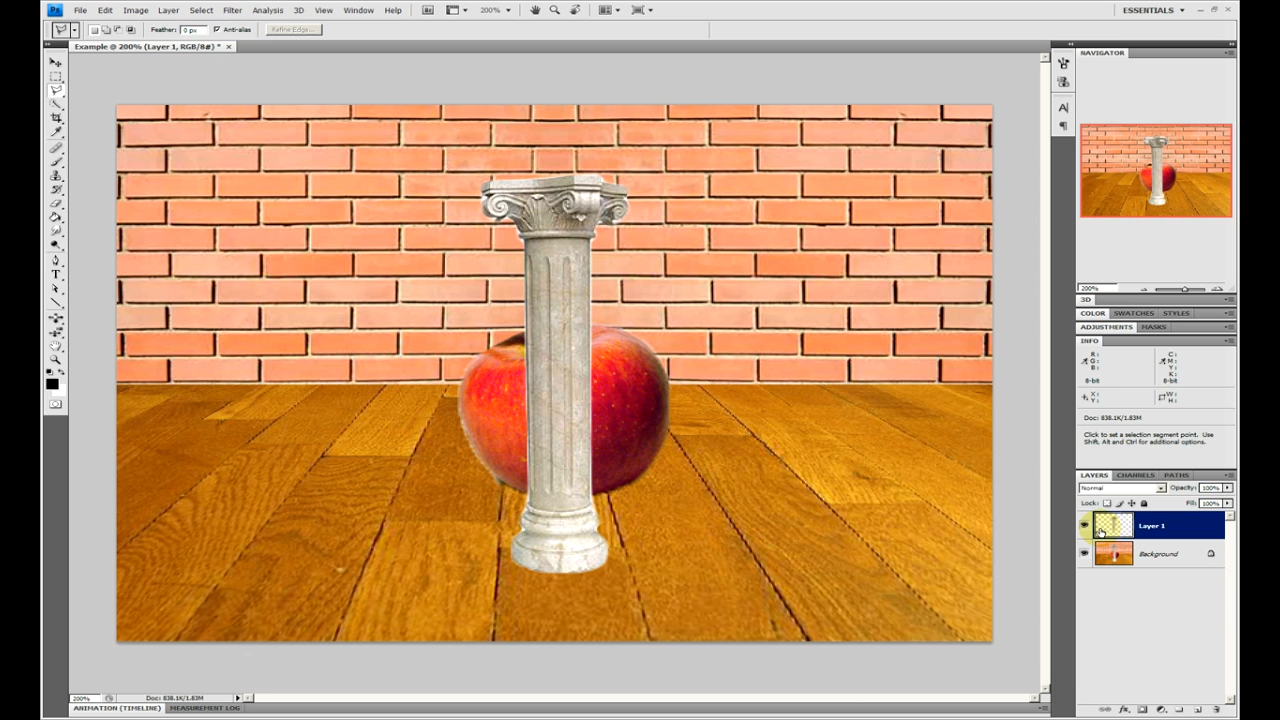 Ps File Edit Image Layer Select Filter Analysis 3D View Window Help Br 200% ESSENTIALS
Feather: 0 px Anti-alias Refine Edge...
Example @ 200% (Layer 1, RGB/8#) * ×
NAVIGATOR
200%
3D
COLOR SWATCHES STYLES
ADJUSTMENTS MASKS
INFO
R: C:
G: M:
B: Y:
K:
8-bit 8-bit
X: W:
Y: H:
Doc: 838.1K/1.83M
Click to set a selection segment point. Use
Shift, Alt and Ctrl for additional options.
LAYERS CHANNELS PATHS
Normal Opacity: 100%
Lock: Fill: 100%
Layer 1
Background
200% Doc: 838.1K/1.83M
ANIMATION (TIMELINE) MEASUREMENT LOG